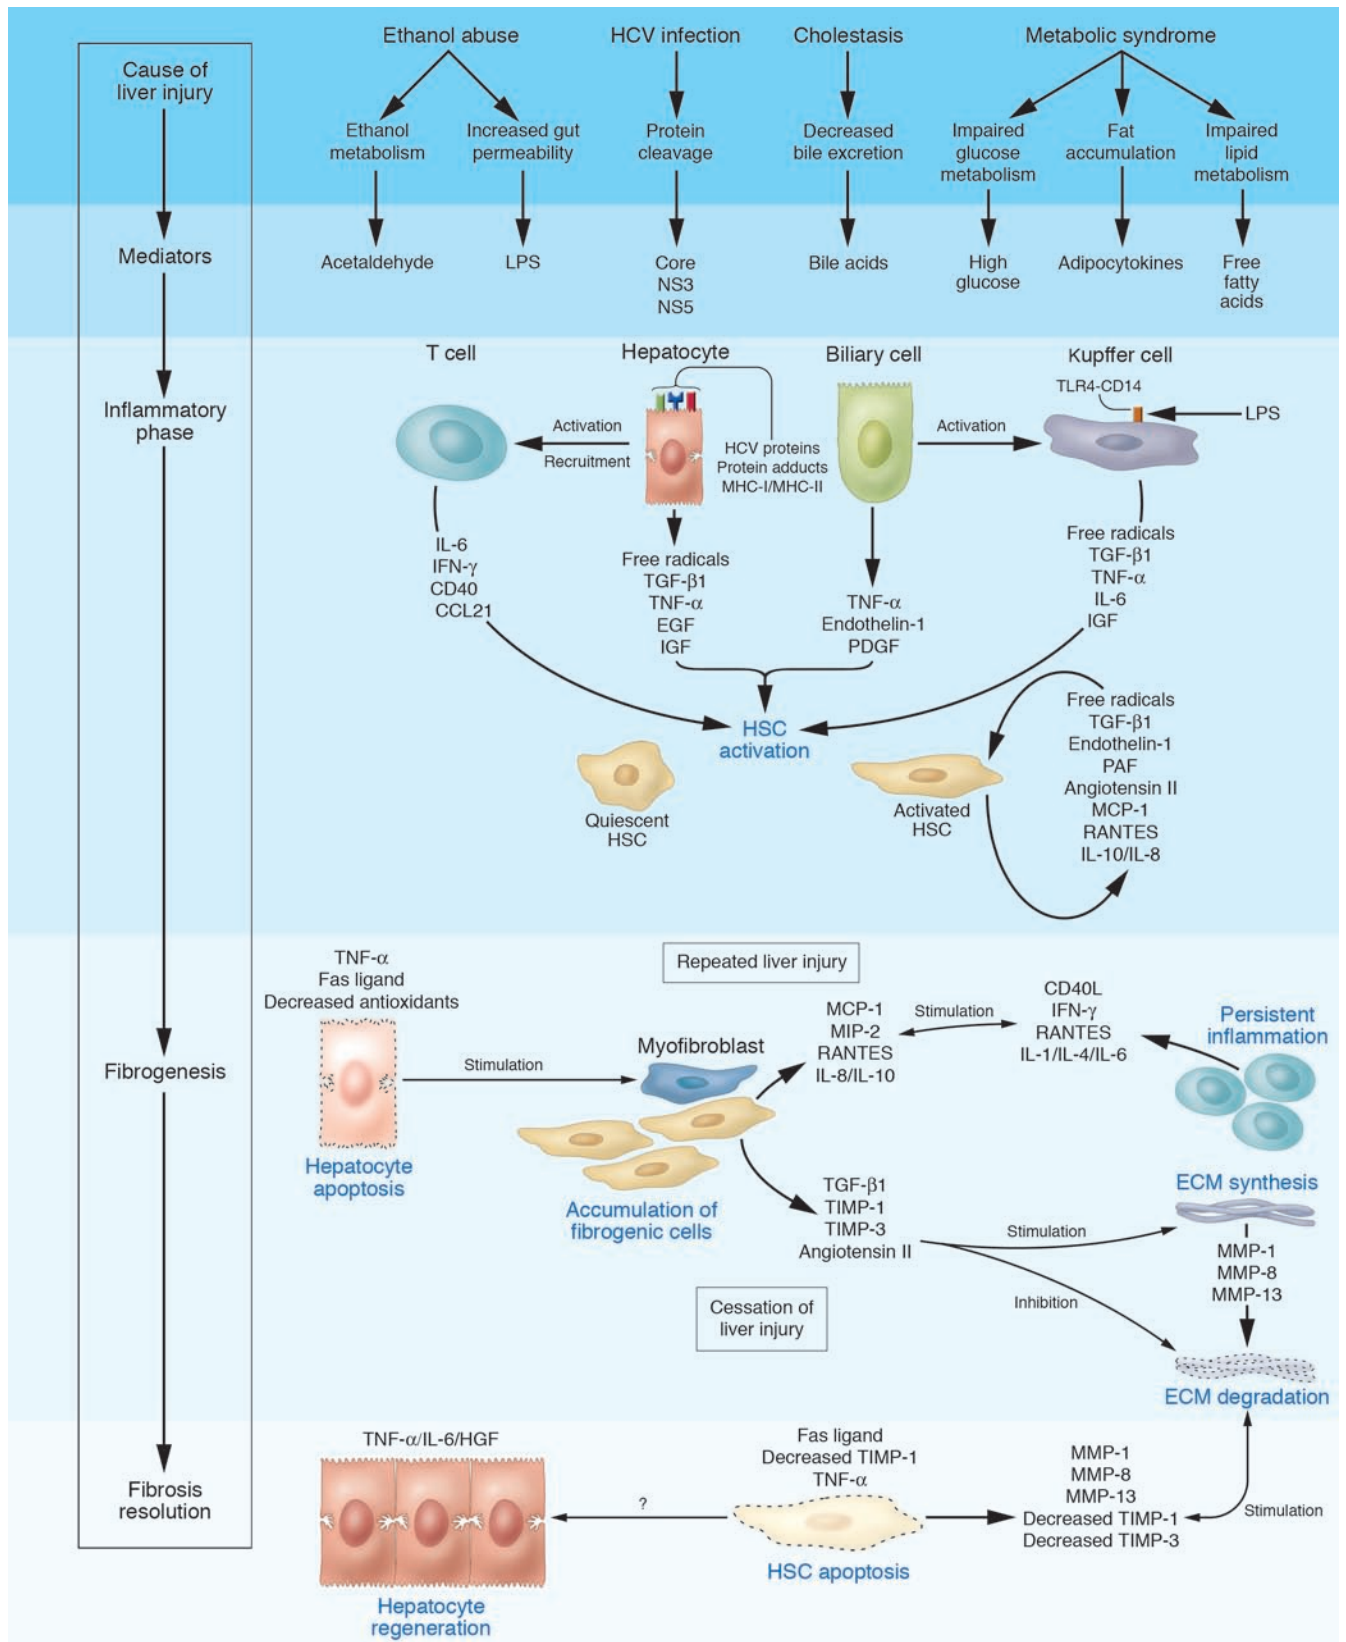 Cause of
liver injury
Mediators
Inflammatory
phase
Fibrogenesis
Fibrosis
resolution
Ethanol abuse
HCV infection
Cholestasis
Metabolic syndrome
Ethanol
metabolism
Increased gut
permeability
Protein
cleavage
Decreased
bile excretion
Impaired
glucose
metabolism
Fat
accumulation
Impaired
lipid
metabolism
Acetaldehyde
LPS
Core
NS3
NS5
Bile acids
High
glucose
Adipocytokines
Free
fatty
acids
T cell
Hepatocyte
Biliary cell
Kupffer cell
TLR4-CD14
LPS
Activation
Recruitment
HCV proteins
Protein adducts
MHC-I/MHC-II
Activation
IL-6
IFN-γ
CD40
CCL21
Free radicals
TGF-β1
TNF-α
EGF
IGF
TNF-α
Endothelin-1
PDGF
Free radicals
TGF-β1
TNF-α
IL-6
IGF
HSC
activation
Quiescent
HSC
Activated
HSC
Free radicals
TGF-β1
Endothelin-1
PAF
Angiotensin II
MCP-1
RANTES
IL-10/IL-8
Repeated liver injury
TNF-α
Fas ligand
Decreased antioxidants
Hepatocyte
apoptosis
Stimulation
Myofibroblast
Accumulation of
fibrogenic cells
MCP-1
MIP-2
RANTES
IL-8/IL-10
Stimulation
CD40L
IFN-γ
RANTES
IL-1/IL-4/IL-6
Persistent
inflammation
TGF-β1
TIMP-1
TIMP-3
Angiotensin II
Stimulation
Inhibition
ECM synthesis
MMP-1
MMP-8
MMP-13
ECM degradation
Cessation of
liver injury
TNF-α/IL-6/HGF
Hepatocyte
regeneration
?
Fas ligand
Decreased TIMP-1
TNF-α
HSC apoptosis
MMP-1
MMP-8
MMP-13
Decreased TIMP-1
Decreased TIMP-3
Stimulation